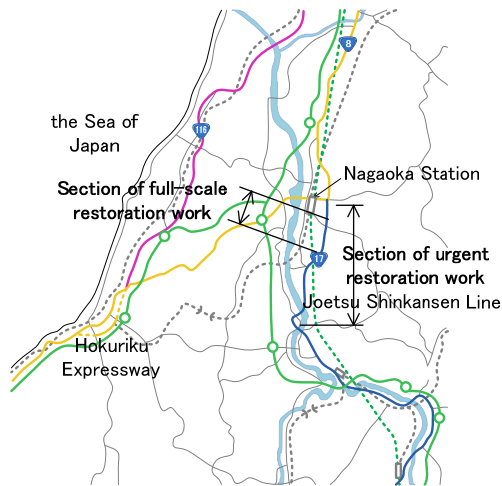 8
116
the Sea of
Japan
Nagaoka Station
Section of full-scale
restoration work
17
Section of urgent
restoration work
Joetsu Shinkansen Line
Hokuriku
Expressway